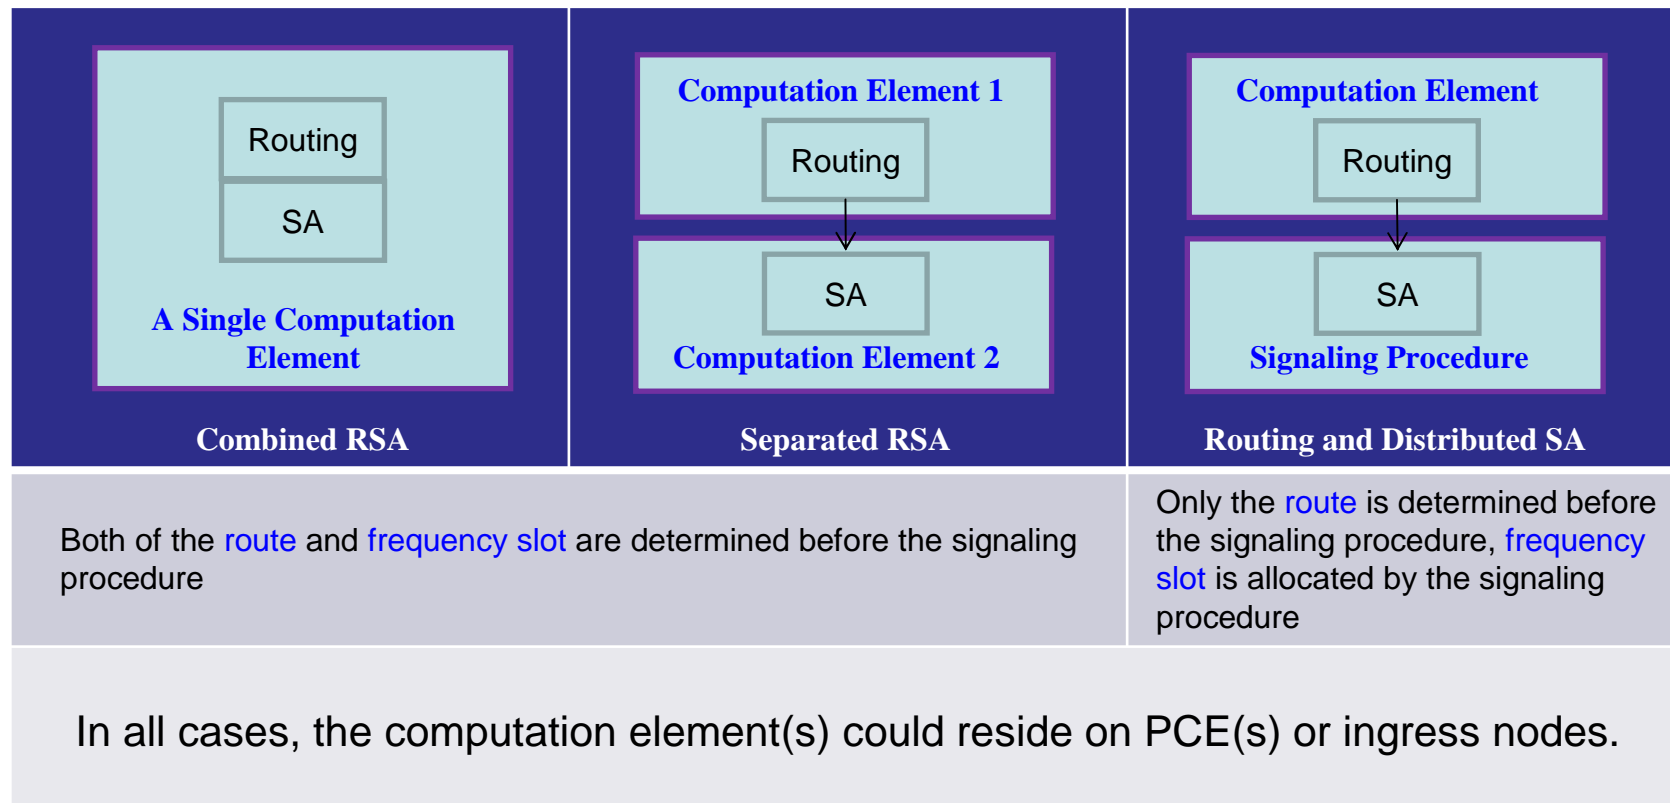 Routing
SA
A Single Computation
Element
Combined RSA
Computation Element 1
Routing
SA
Computation Element 2
Separated RSA
Computation Element
Routing
SA
Signaling Procedure
Routing and Distributed SA
Both of the route and frequency slot are determined before the signaling
procedure
Only the route is determined before
the signaling procedure, frequency
slot is allocated by the signaling
procedure
In all cases, the computation element(s) could reside on PCE(s) or ingress nodes.